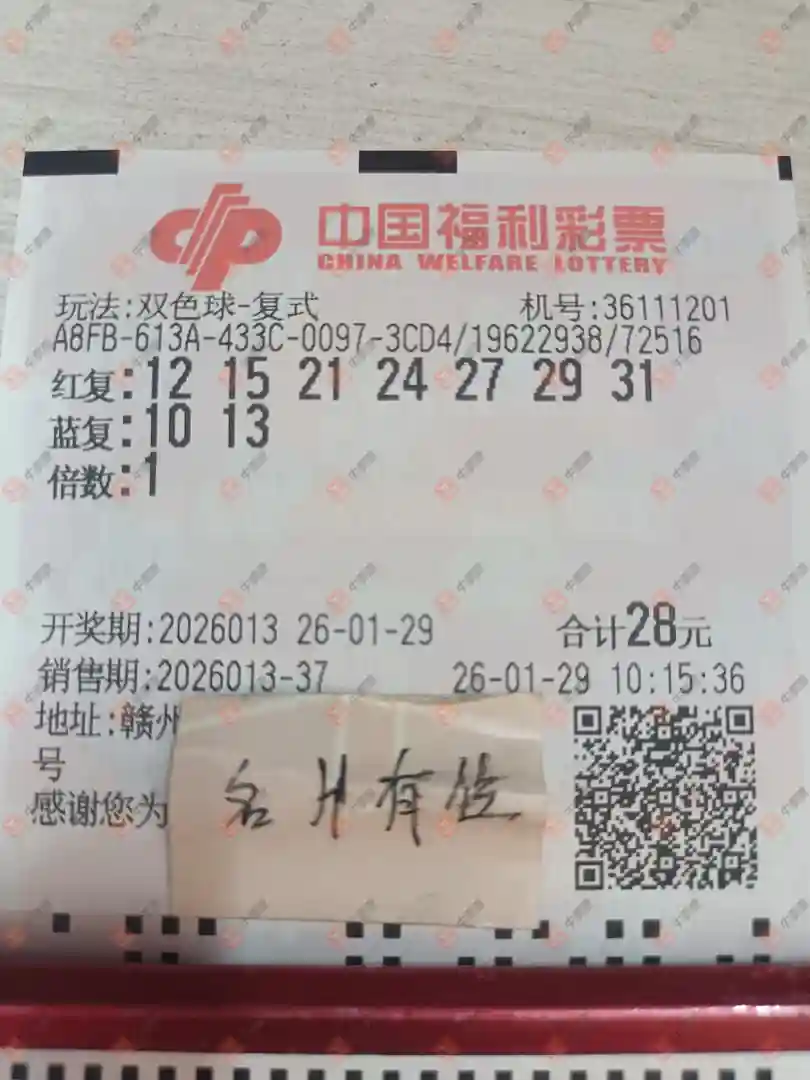 中国福利彩票
CHINA WELFARE LOTTERY
玩法:双色球-复式 机号:36111201
A8FB-613A-433C-0097-3CD4/19622938/72516
红复:12 15 21 24 27 29 31
蓝复:10 13
倍数:1
开奖期:2026013 26-01-29 合计28元
销售期:2026013-37 26-01-29 10:15:36
地址:赣州
号
感谢您为
名片有